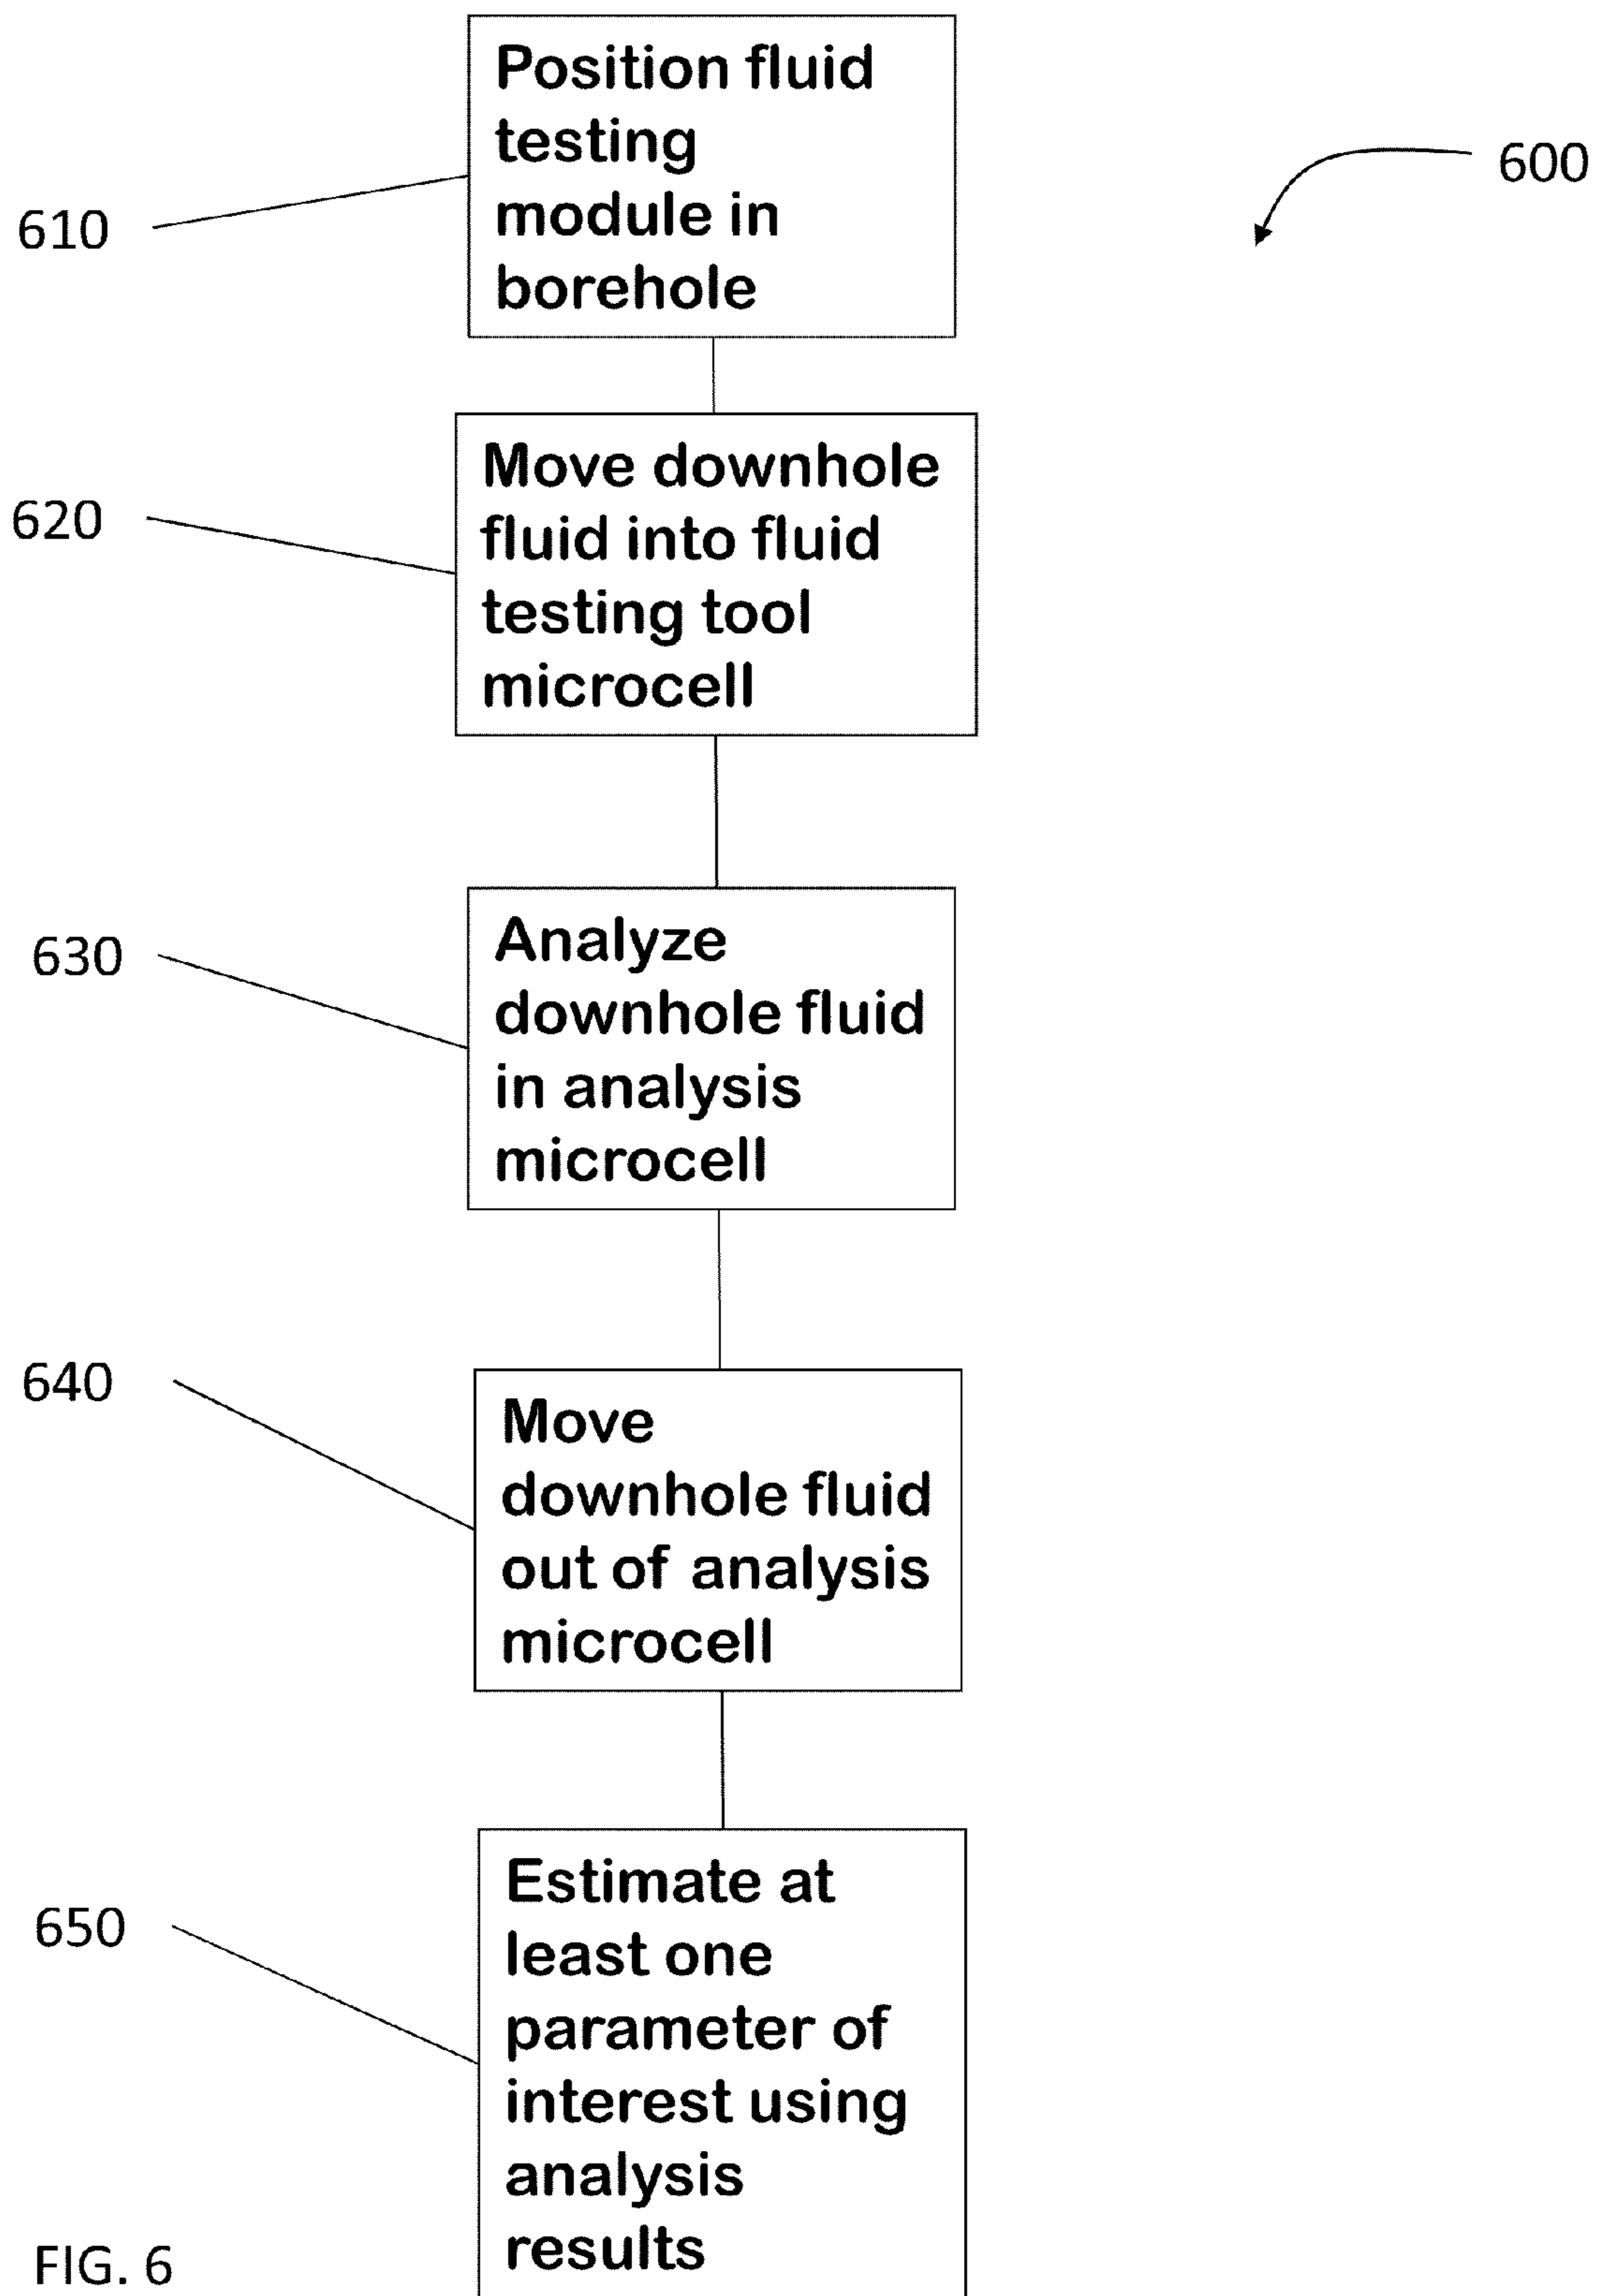 Position fluid
testing
module in
borehole
600
610
Move downhole
fluid into fluid
testing tool
microcell
620
Analyze
downhole fluid
in analysis
microcell
630
640
Move
downhole fluid
out of analysis
microcell
Estimate at
least one
parameter of
interest using
analysis
results
650
FIG. 6